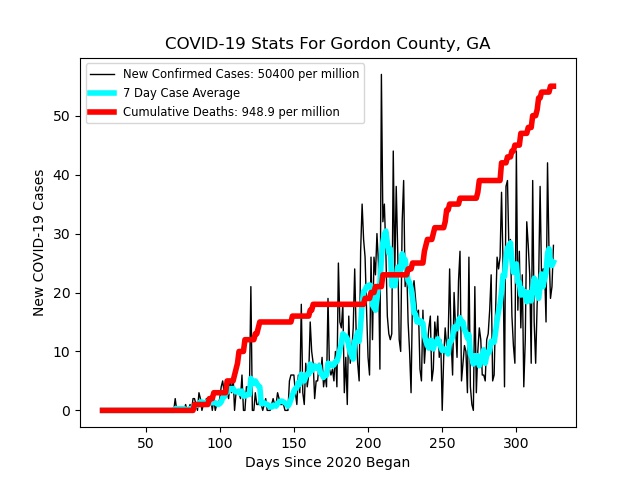 COVID-19 Stats For Gordon County, GA
New Confirmed Cases: 50400 per million
7 Day Case Average
Cumulative Deaths: 948.9 per million
New COVID-19 Cases
50
40
30
20
10
0
50 100 150 200 250 300
Days Since 2020 Began